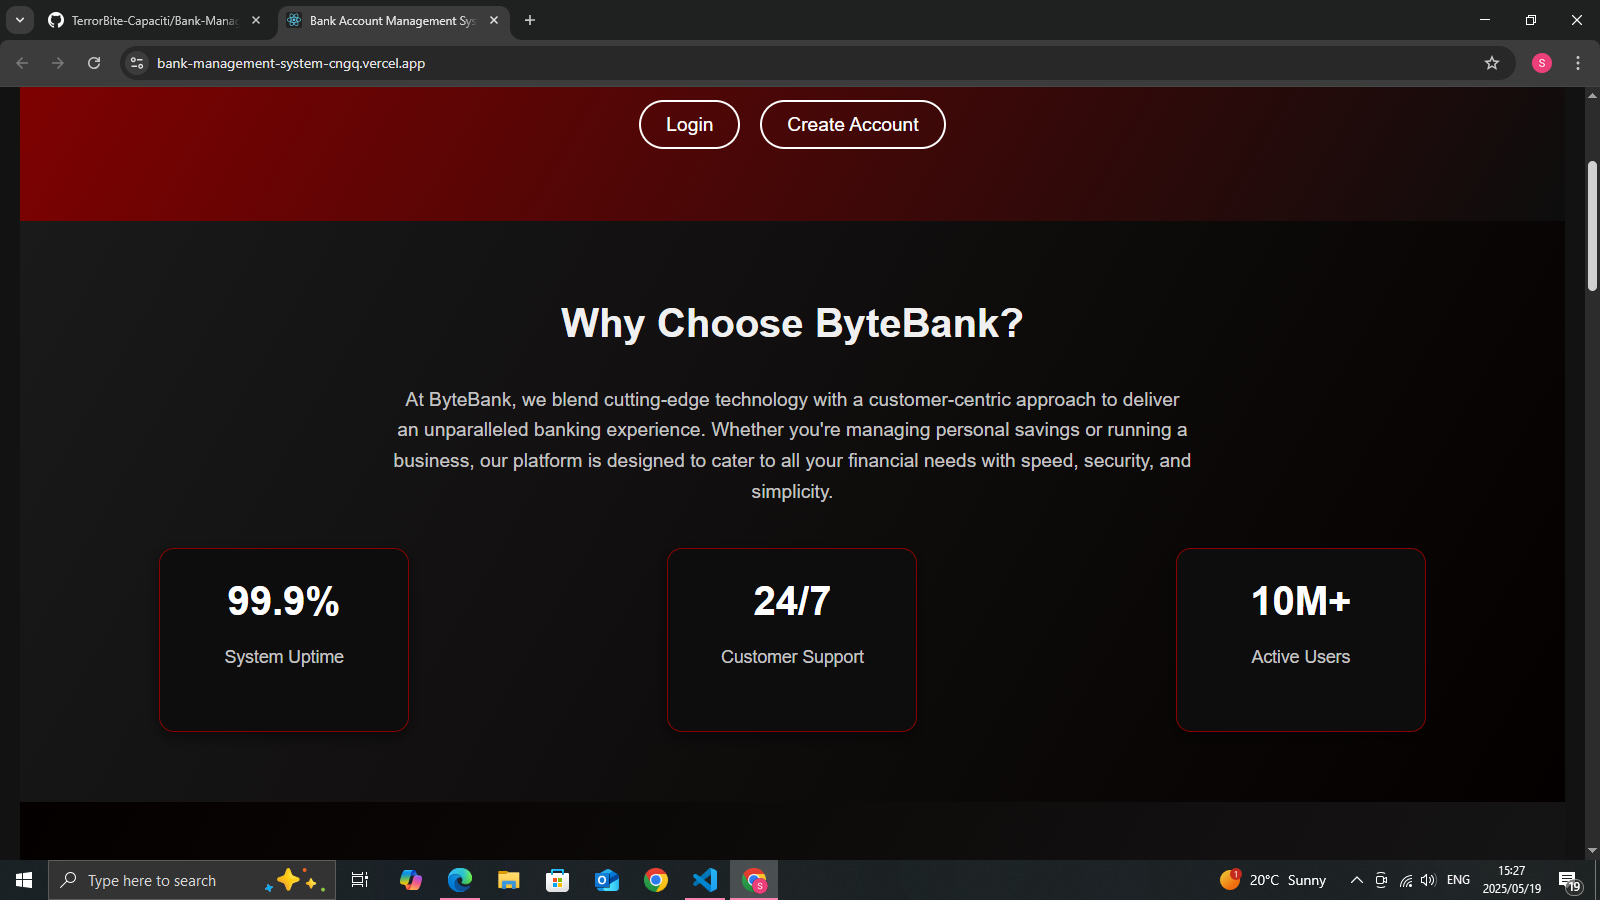 TerrorBite-Capaciti/Bank-Manag
Bank Account Management Sys
bank-management-system-cngq.vercel.app
S
Login
Create Account
Why Choose ByteBank?
At ByteBank, we blend cutting-edge technology with a customer-centric approach to deliver
an unparalleled banking experience. Whether you're managing personal savings or running a
business, our platform is designed to cater to all your financial needs with speed, security, and
simplicity.
99.9%
System Uptime
24/7
Customer Support
10M+
Active Users
Type here to search
S
1
20°C Sunny
ENG
15:27
2025/05/19
19